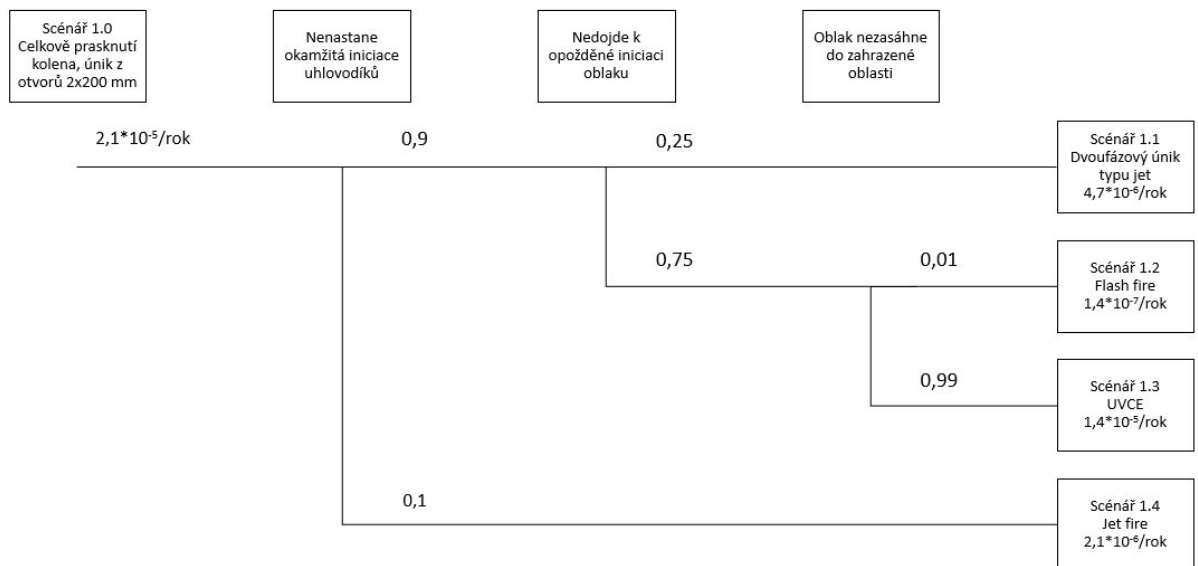 Scénář 1.0
Celkově prasknutí
kolena, únik z
otvorů 2x200 mm
Nenastane
okamžitá iniciace
uhlovodíků
Nedojde k
opožděné iniciaci
oblaku
Oblak nezasáhne
do zahrazené
oblasti
2,1*10⁻⁵/rok
0,9
0,25
Scénář 1.1
Dvoufázový únik
typu jet
4,7*10⁻⁶/rok
0,75
0,01
Scénář 1.2
Flash fire
1,4*10⁻⁷/rok
0,99
Scénář 1.3
UVCE
1,4*10⁻⁵/rok
0,1
Scénář 1.4
Jet fire
2,1*10⁻⁶/rok